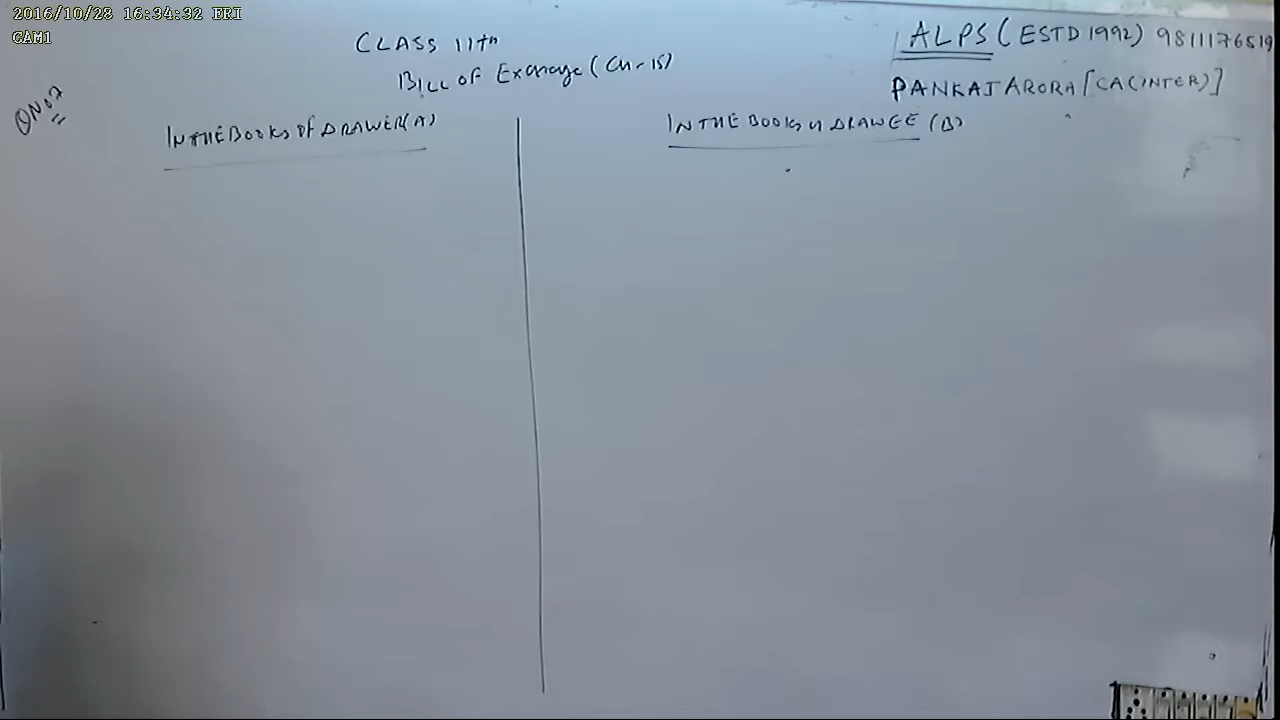 2016/10/28 16:34:32 FRI
CAM1
CLASS 11th
Bill of Exchange (Ch-15)
ALPS (ESTD 1992) 9811176519
PANKAJ ARORA [CA(INTER)]
QNo7
IN THE BOOKS OF DRAWER(A)
IN THE BOOKS of DRAWEE (B)